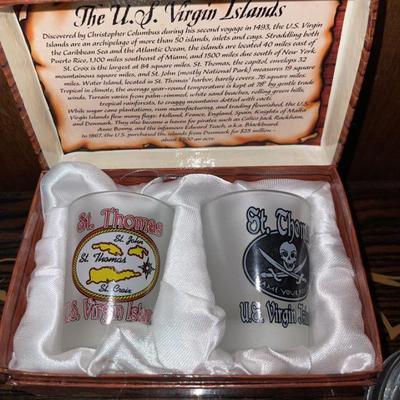 The U.S. Virgin Islands
Discovered by Christopher Columbus during his second voyage in 1493, the U.S. Virgin
Islands are an archipelago of more than 50 islands, inlets and cays. Straddling both
the Caribbean Sea and the Atlantic Ocean, the islands are located 40 miles east of
Puerto Rico, 1,100 miles southeast of Miami, and 1500 miles due south of New York.
St. Croix is the largest at 84 square miles. St. Thomas, the capitol, envelops 32
mountainous square miles, and St. John (mostly National Park) measures 19 square
miles. Water Island, located in St. Thomas' harbor, barely covers .76 square miles.
Tropical in climate, the average year-round temperature is kept at 78° by gentle trade
winds. Terrain varies from palm-rimmed, white sand beaches, rolling green hills,
tropical rainforests, to craggy mountains dotted with cacti.
While sugar cane plantations, rum manufacturing, and trading flourished, the U.S.
Virgin Islands flew many flags: Holland, France, England, Spain, Knights of Malta
and Denmark. They also became a haven for pirates such as Calico Jack Rackham,
Anne Bonny, and the infamous Edward Teach, a.k.a. Blackbeard
In 1867, the U.S. purchased the islands from Denmark for $25 million -
about $300 an acre.
St. Thomas
St. John
St. Thomas
St. Croix
U.S. Virgin Islan
St. Thom
U.S. Virgin I